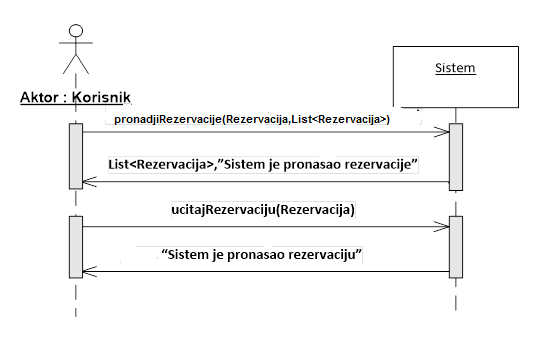 Sistem
Aktor : Korisnik
pronadjiRezervacije(Rezervacija,List<Rezervacija>)
List<Rezervacija>,”Sistem je pronasao rezervacije”
ucitajRezervaciju(Rezervacija)
“Sistem je pronasao rezervaciju”